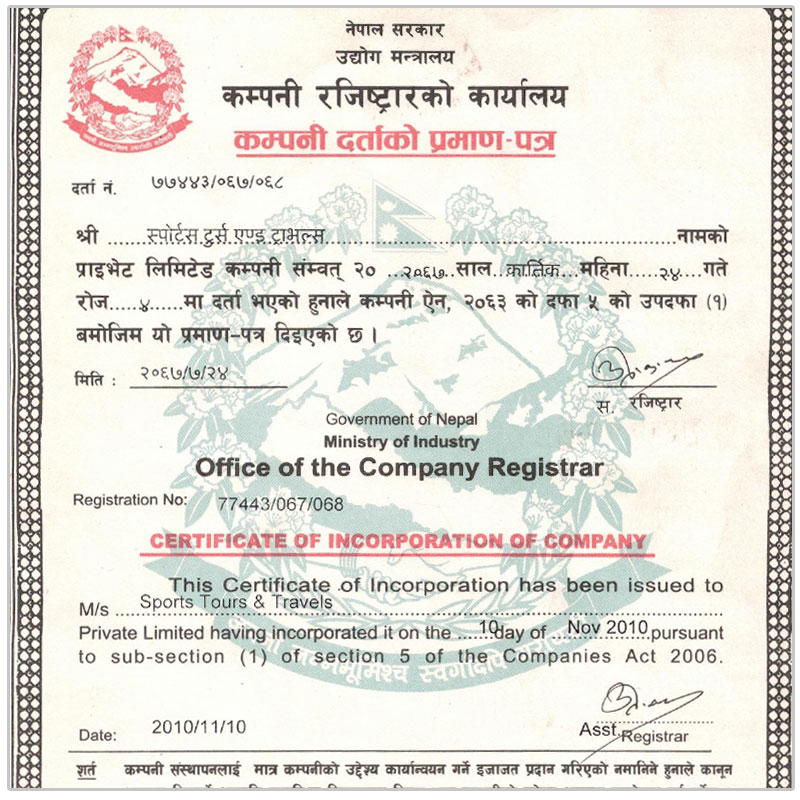 नेपाल सरकार
उद्योग मन्त्रालय
कम्पनी रजिष्ट्रारको कार्यालय
कम्पनी दर्ताको प्रमाण-पत्र
दर्ता नं. ७७४४३/०६७/०६८
श्री ......स्पोर्टस टुर्स एण्ड ट्राभल्स......नामको
प्राइभेट लिमिटेड कम्पनी संम्वत् २० ..२०६७..साल..कार्तिक...महिना....२४...गते
रोज.....४.....मा दर्ता भएको हुनाले कम्पनी ऐन, २०६३ को दफा ५ को उपदफा (१)
बमोजिम यो प्रमाण-पत्र दिइएको छ।
मिति : २०६७/७/२४
स. रजिष्ट्रार
Government of Nepal
Ministry of Industry
Office of the Company Registrar
Registration No: 77443/067/068
CERTIFICATE OF INCORPORATION OF COMPANY
This Certificate of Incorporation has been issued to
M/s Sports Tours & Travels
Private Limited having incorporated it on the ......10day of ...Nov 2010.pursuant
to sub-section (1) of section 5 of the Companies Act 2006.
Date: 2010/11/10
Asst Registrar
शर्त कम्पनी संस्थापनलाई मात्र कम्पनीको उद्देश्य कार्यान्वयन गर्ने इजाजत प्रदान गरिएको नमानिने हुनाले कानून